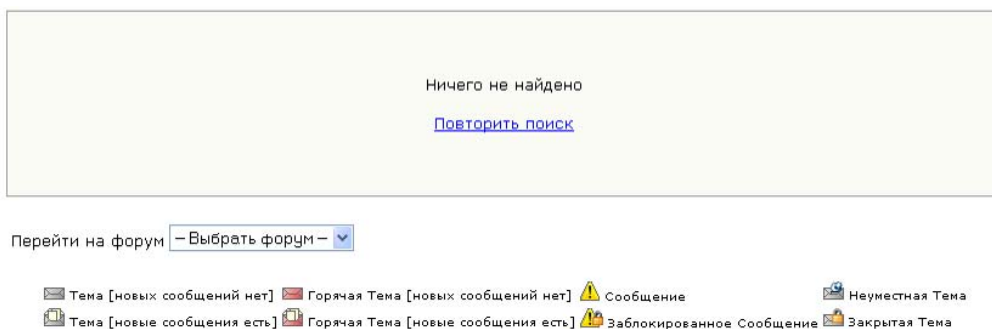 Ничего не найдено
Повторить поиск
Перейти на форум – Выбрать форум –
Тема [новых сообщений нет] Горячая Тема [новых сообщений нет] Сообщение Неуместная Тема
Тема [новые сообщения есть] Горячая Тема [новые сообщения есть] Заблокированное Сообщение Закрытая Тема